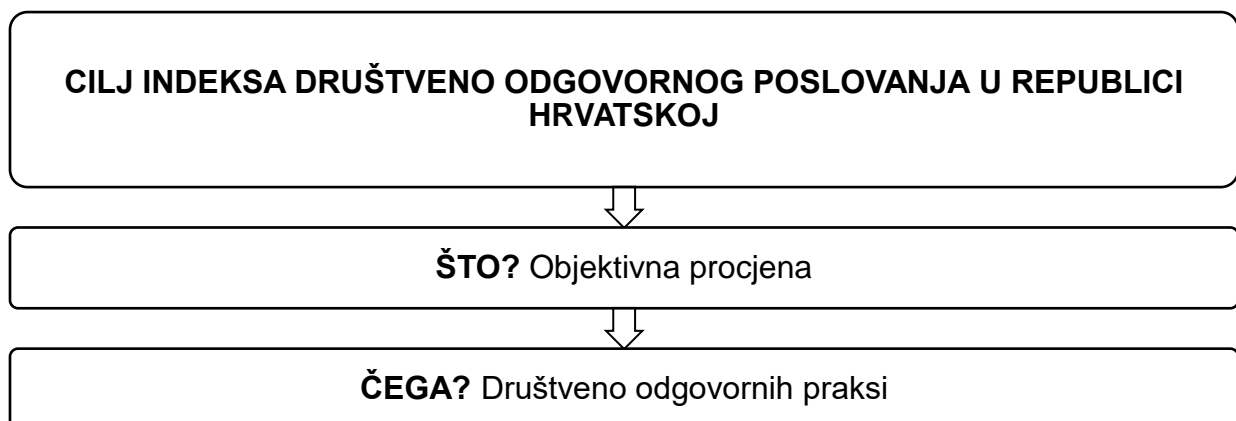 CILJ INDEKSA DRUŠTVENO ODGOVORNOG POSLOVANJA U REPUBLICI
HRVATSKOJ
ŠTO? Objektivna procjena
ČEGA? Društveno odgovornih praksi